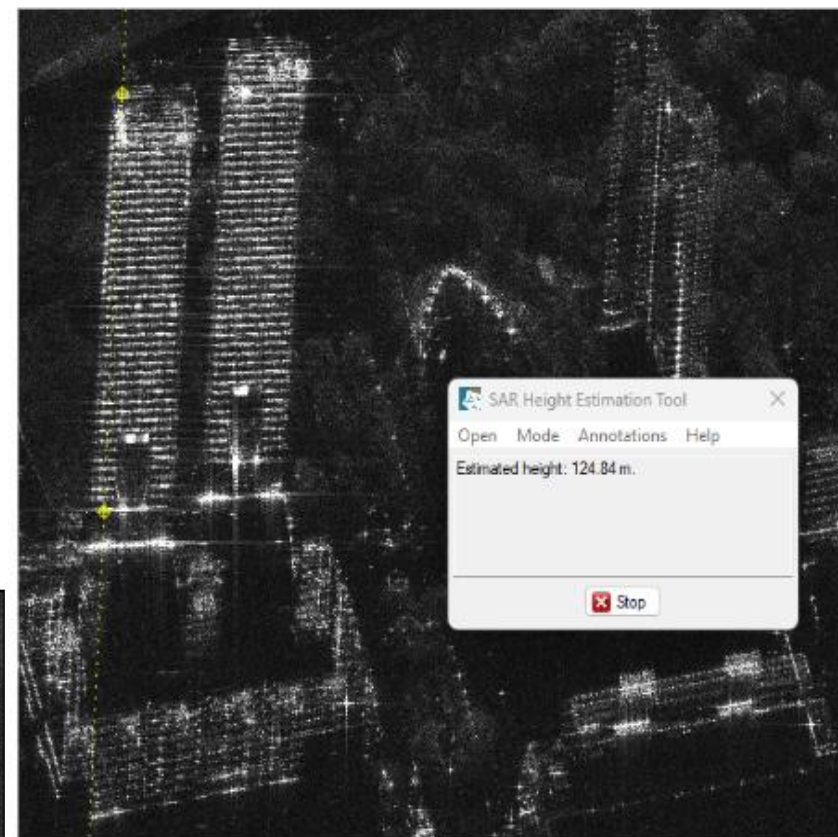 SAR Height Estimation Tool
Open Mode Annotations Help
Estimated height: 124.84 m.
Stop